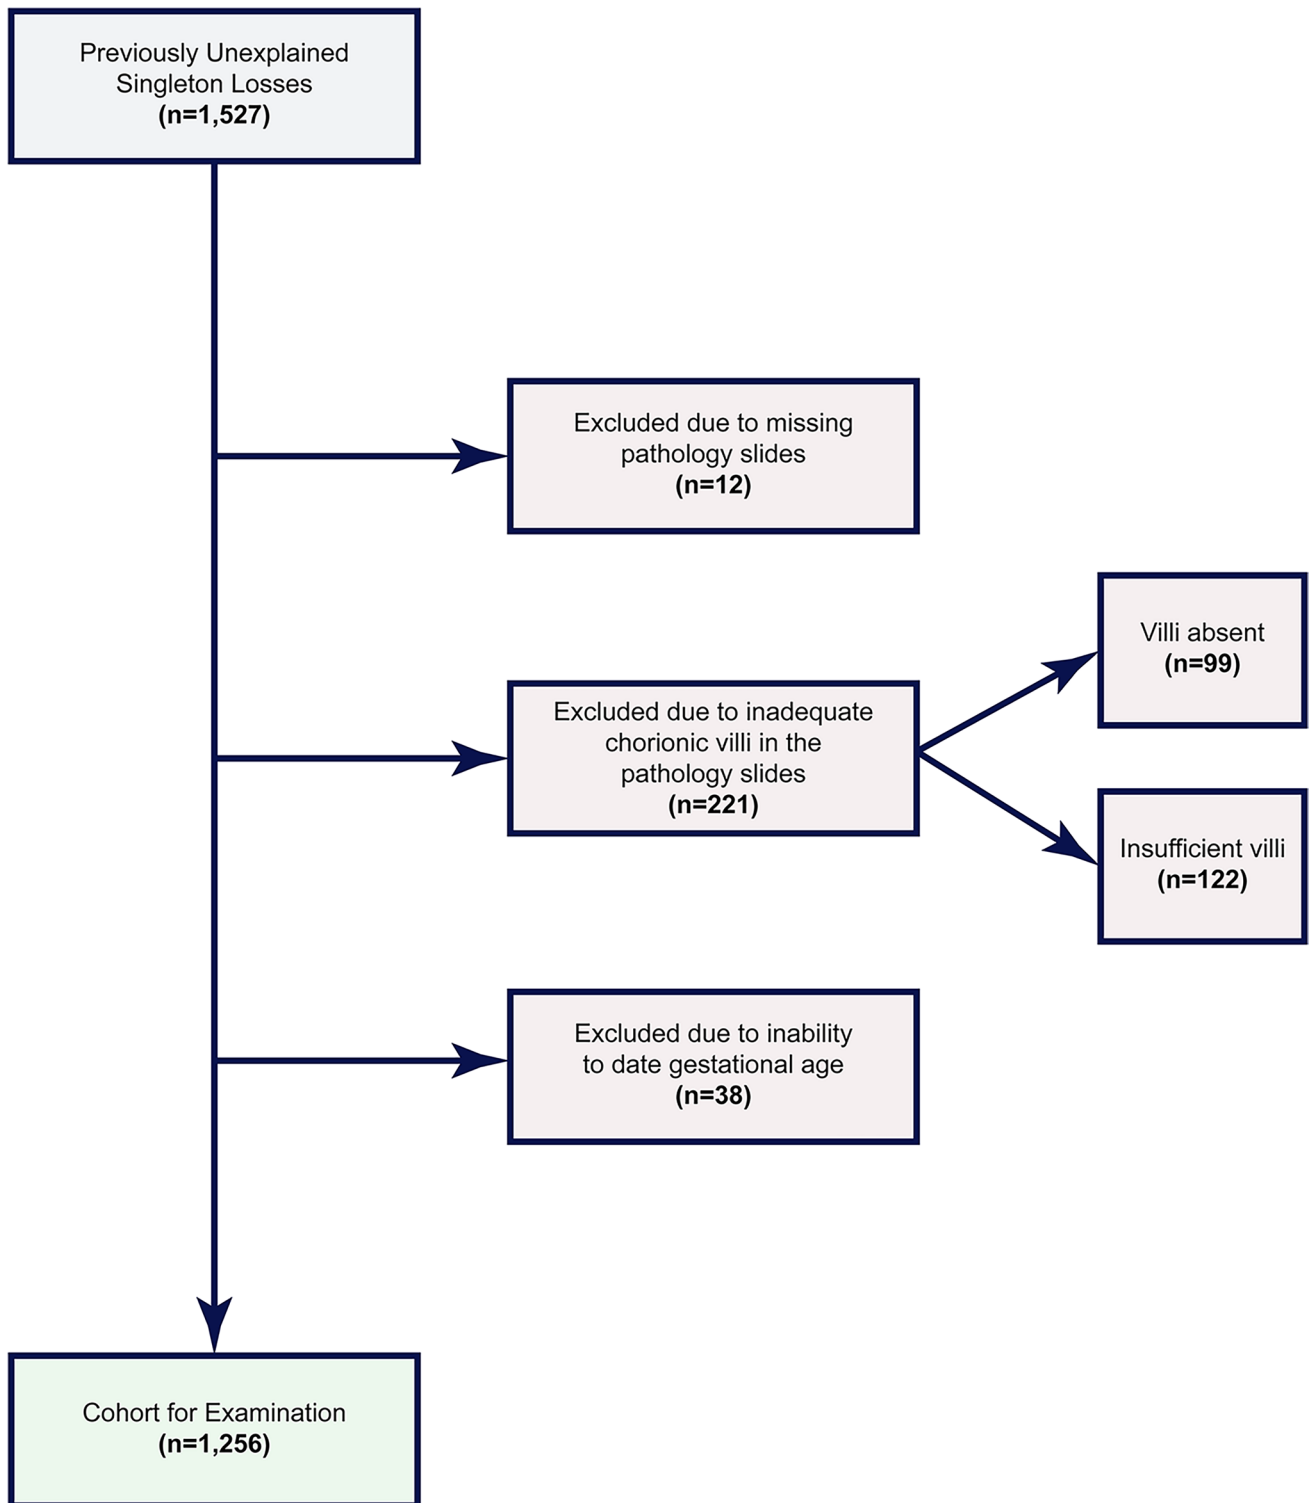 Previously Unexplained
Singleton Losses
(n=1,527)
Excluded due to missing
pathology slides
(n=12)
Excluded due to inadequate
chorionic villi in the
pathology slides
(n=221)
Villi absent
(n=99)
Insufficient villi
(n=122)
Excluded due to inability
to date gestational age
(n=38)
Cohort for Examination
(n=1,256)